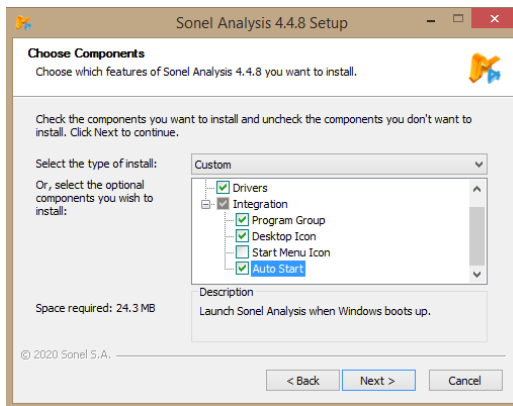 Sonel Analysis 4.4.8 Setup
Choose Components
Choose which features of Sonel Analysis 4.4.8 you want to install.
Check the components you want to install and uncheck the components you don't want to
install. Click Next to continue.
Select the type of install:
Custom
Or, select the optional
components you wish to
install:
Drivers
Integration
Program Group
Desktop Icon
Start Menu Icon
Auto Start
Space required: 24.3 MB
Description
Launch Sonel Analysis when Windows boots up.
© 2020 Sonel S.A.
< Back
Next >
Cancel